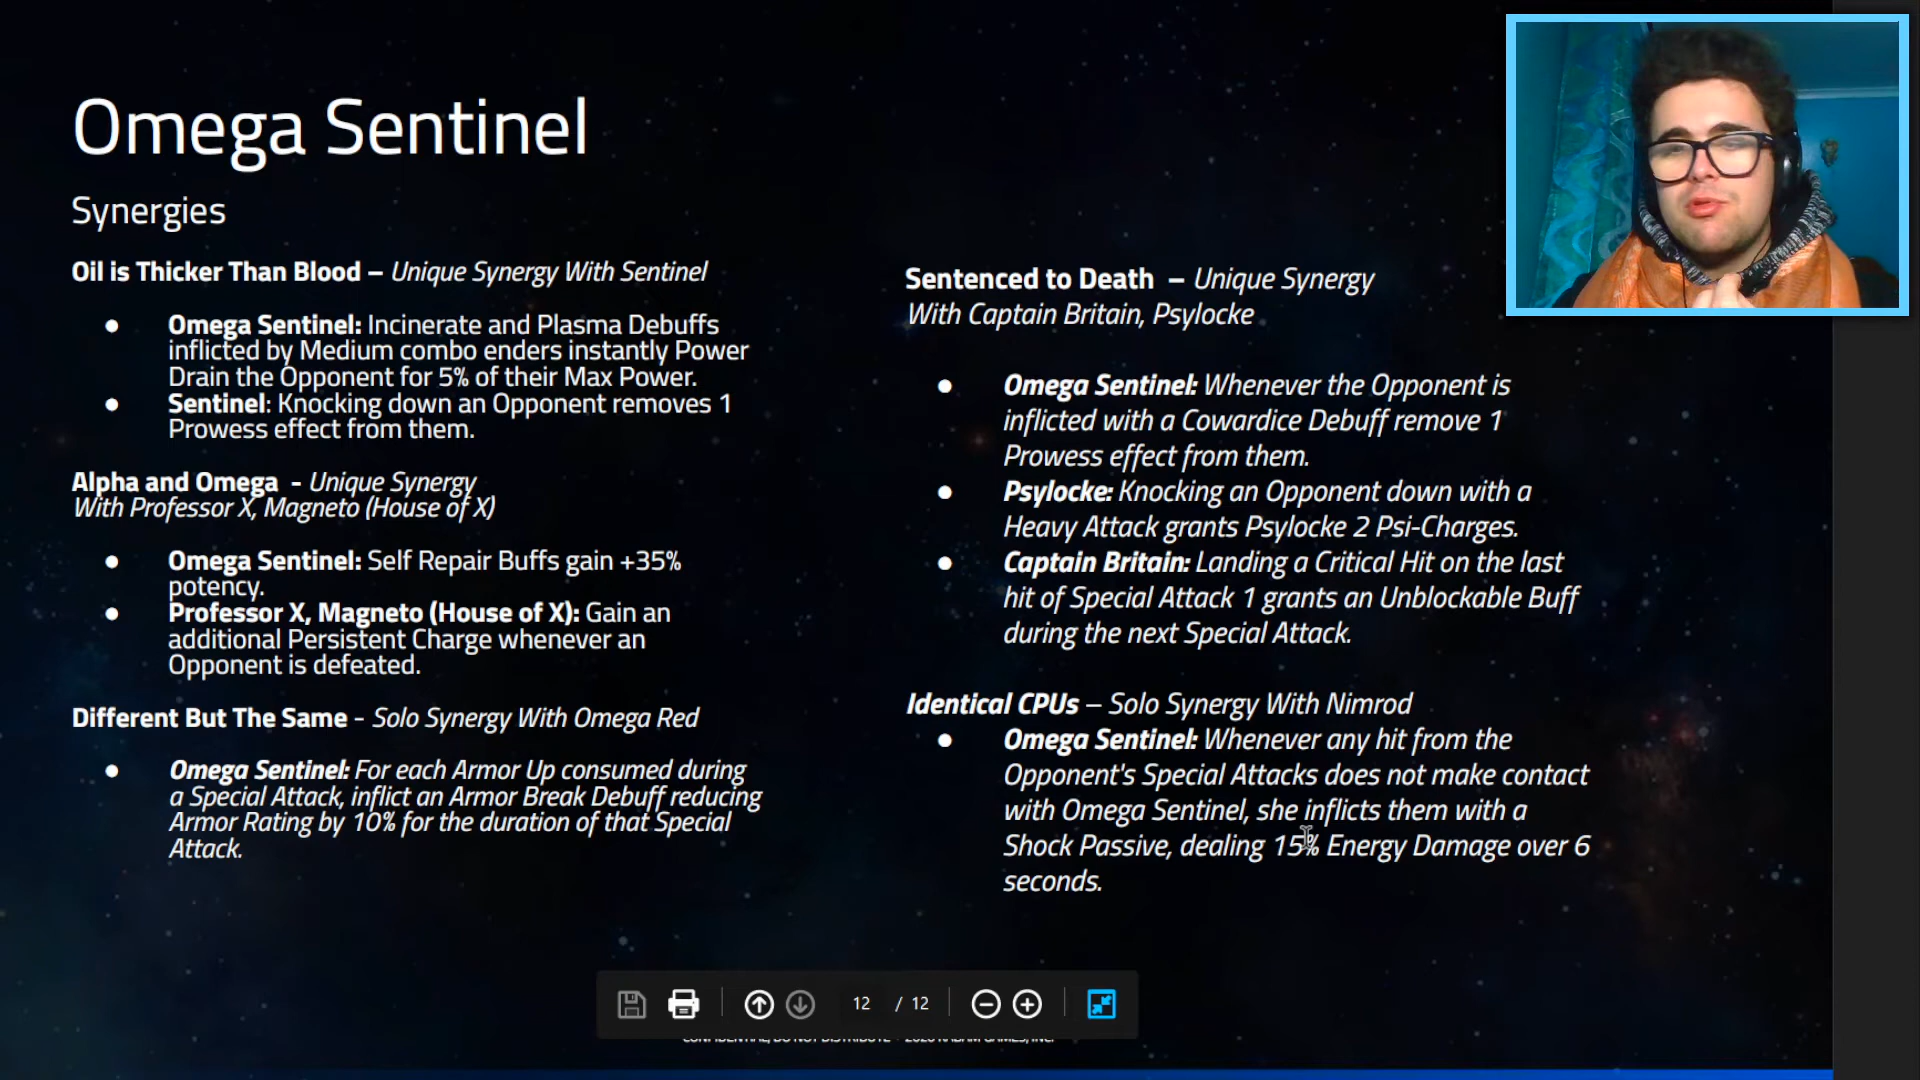 Omega Sentinel
Synergies
Oil is Thicker Than Blood – Unique Synergy With Sentinel
● Omega Sentinel: Incinerate and Plasma Debuffs
inflicted by Medium combo enders instantly Power
Drain the Opponent for 5% of their Max Power.
● Sentinel: Knocking down an Opponent removes 1
Prowess effect from them.
Alpha and Omega - Unique Synergy
With Professor X, Magneto (House of X)
● Omega Sentinel: Self Repair Buffs gain +35%
potency.
● Professor X, Magneto (House of X): Gain an
additional Persistent Charge whenever an
Opponent is defeated.
Different But The Same - Solo Synergy With Omega Red
● Omega Sentinel: For each Armor Up consumed during
a Special Attack, inflict an Armor Break Debuff reducing
Armor Rating by 10% for the duration of that Special
Attack.
Sentenced to Death – Unique Synergy
With Captain Britain, Psylocke
● Omega Sentinel: Whenever the Opponent is
inflicted with a Cowardice Debuff remove 1
Prowess effect from them.
● Psylocke: Knocking an Opponent down with a
Heavy Attack grants Psylocke 2 Psi-Charges.
● Captain Britain: Landing a Critical Hit on the last
hit of Special Attack 1 grants an Unblockable Buff
during the next Special Attack.
Identical CPUs – Solo Synergy With Nimrod
● Omega Sentinel: Whenever any hit from the
Opponent's Special Attacks does not make contact
with Omega Sentinel, she inflicts them with a
Shock Passive, dealing 15% Energy Damage over 6
seconds.
12 / 12